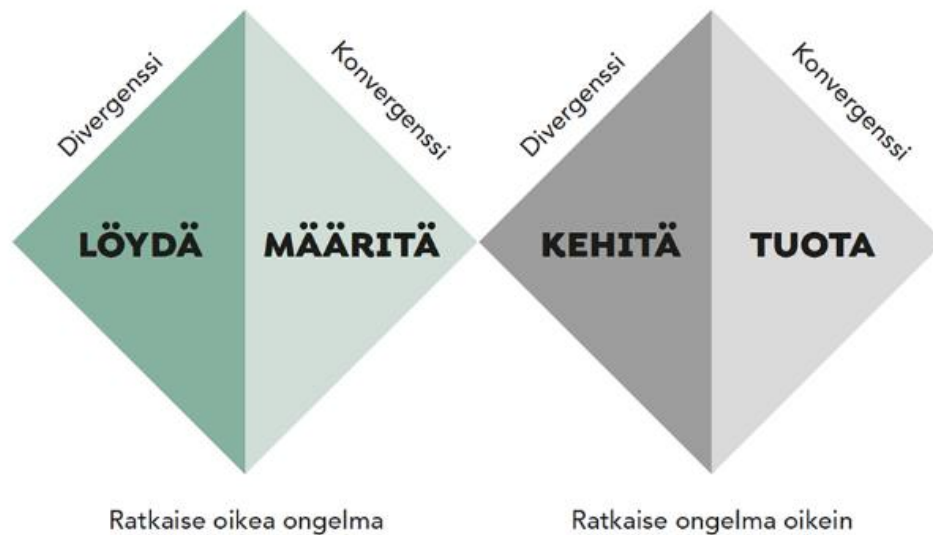 Divergenssi
Konvergenssi
Divergenssi
Konvergenssi
LÖYDÄ
MÄÄRITÄ
KEHITÄ
TUOTA
Ratkaise oikea ongelma
Ratkaise ongelma oikein